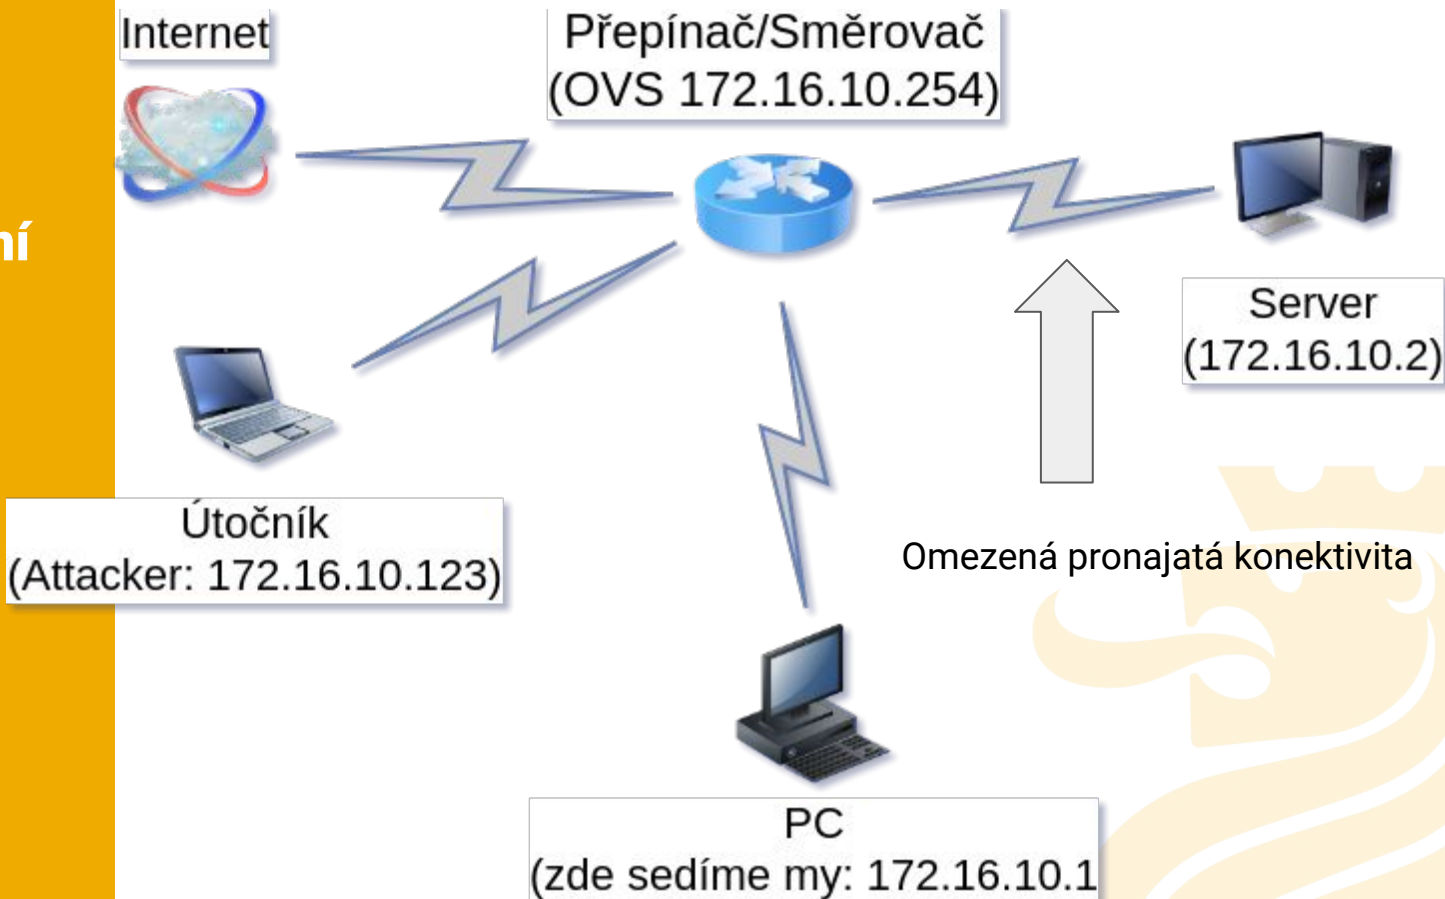 Internet
Přepínač/Směrovač
(OVS 172.16.10.254)
ní
Server
(172.16.10.2)
Útočník
(Attacker: 172.16.10.123)
Omezená pronajatá konektivita
PC
(zde sedíme my: 172.16.10.1